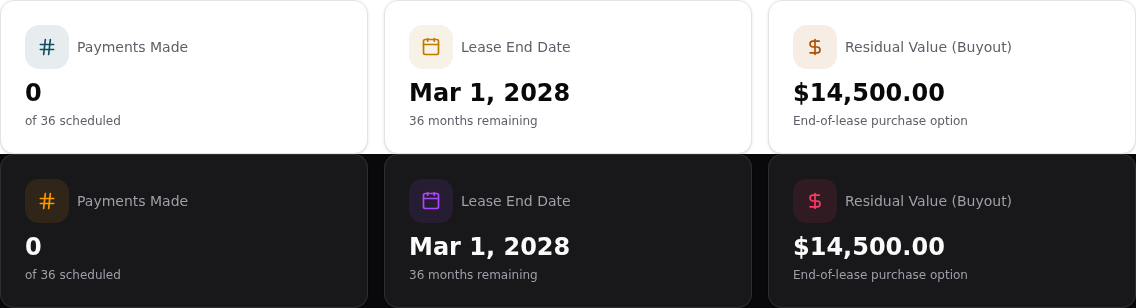 Payments Made
0
of 36 scheduled
Lease End Date
Mar 1, 2028
36 months remaining
Residual Value (Buyout)
$14,500.00
End-of-lease purchase option
Payments Made
0
of 36 scheduled
Lease End Date
Mar 1, 2028
36 months remaining
Residual Value (Buyout)
$14,500.00
End-of-lease purchase option